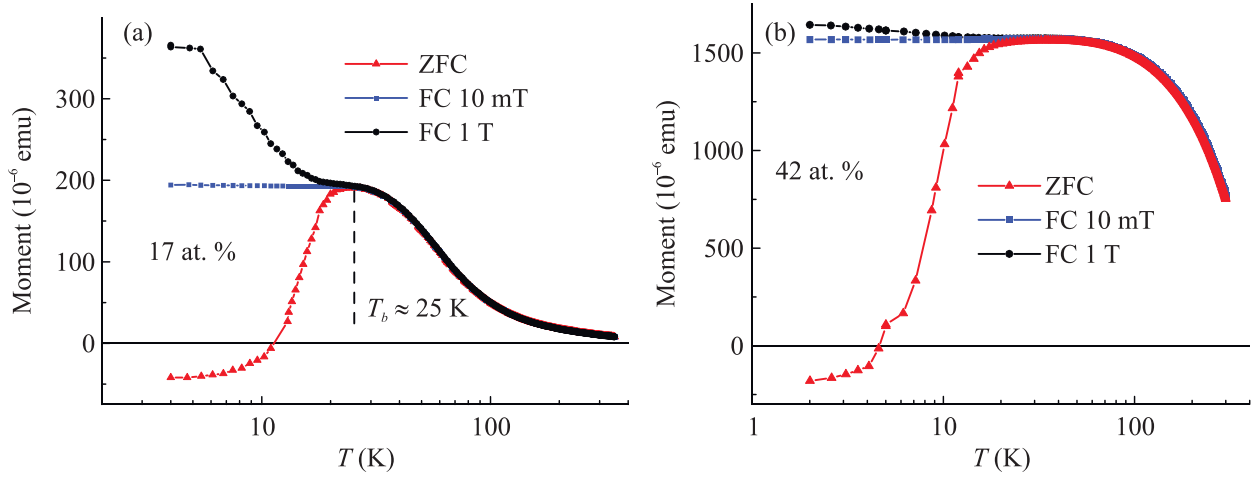 (a)
ZFC
FC 10 mT
FC 1 T
17 at. %
T_b ≈ 25 K
Moment (10⁻⁶ emu)
300
200
100
0
10
100
T (K)
(b)
42 at. %
ZFC
FC 10 mT
FC 1 T
Moment (10⁻⁶ emu)
1500
1000
500
0
1
10
100
T (K)